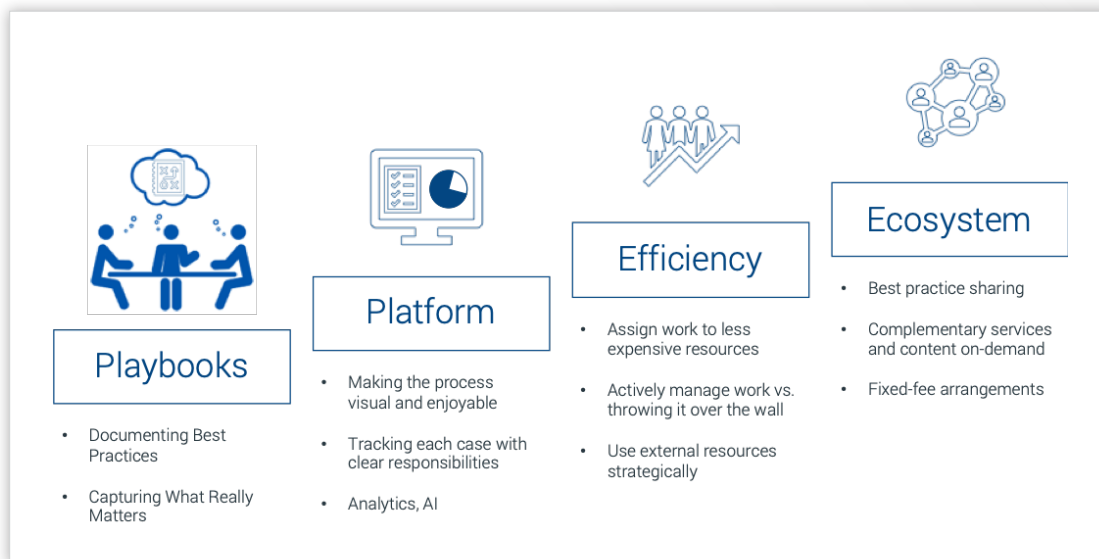 Playbooks
• Documenting Best
Practices
• Capturing What Really
Matters
Platform
• Making the process
visual and enjoyable
• Tracking each case with
clear responsibilities
• Analytics, AI
Efficiency
• Assign work to less
expensive resources
• Actively manage work vs.
throwing it over the wall
• Use external resources
strategically
Ecosystem
• Best practice sharing
• Complementary services
and content on-demand
• Fixed-fee arrangements